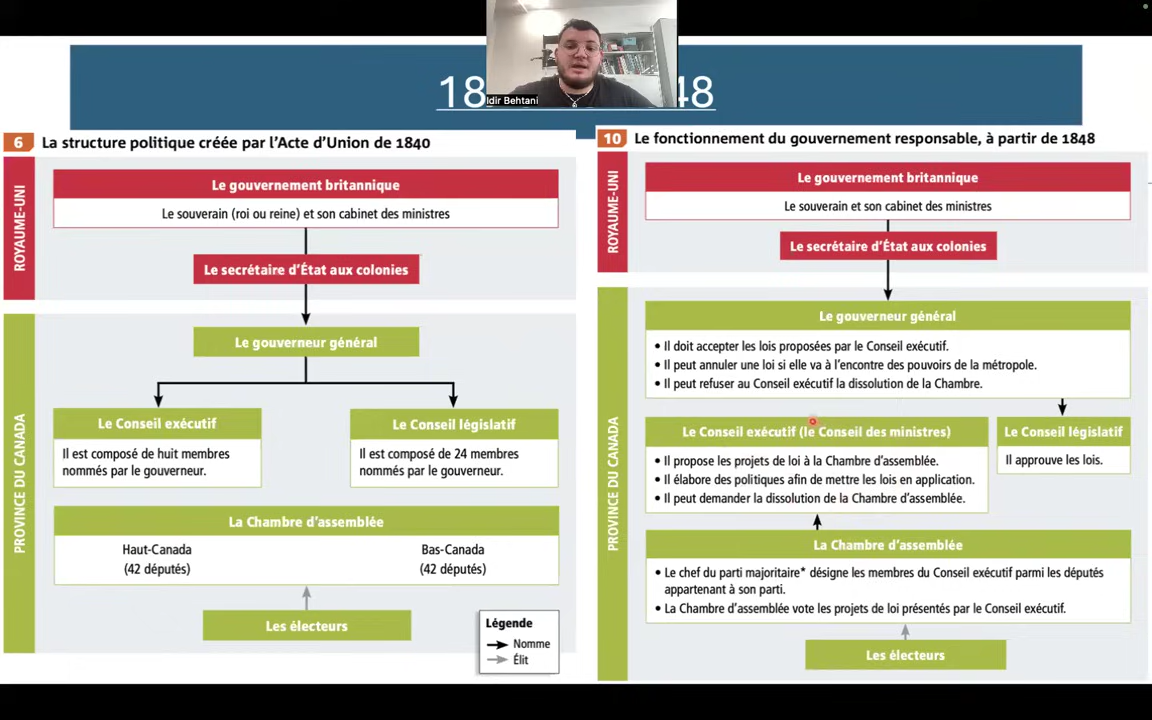 18
48
Idir Behtani
6 La structure politique créée par l'Acte d'Union de 1840
ROYAUME-UNI
Le gouvernement britannique
Le souverain (roi ou reine) et son cabinet des ministres
Le secrétaire d'État aux colonies
PROVINCE DU CANADA
Le gouverneur général
Le Conseil exécutif
Il est composé de huit membres
nommés par le gouverneur.
Le Conseil législatif
Il est composé de 24 membres
nommés par le gouverneur.
La Chambre d'assemblée
Haut-Canada
(42 députés)
Bas-Canada
(42 députés)
Les électeurs
Légende
Nomme
Élit
10 Le fonctionnement du gouvernement responsable, à partir de 1848
ROYAUME-UNI
Le gouvernement britannique
Le souverain et son cabinet des ministres
Le secrétaire d'État aux colonies
PROVINCE DU CANADA
Le gouverneur général
• Il doit accepter les lois proposées par le Conseil exécutif.
• Il peut annuler une loi si elle va à l'encontre des pouvoirs de la métropole.
• Il peut refuser au Conseil exécutif la dissolution de la Chambre.
Le Conseil exécutif (le Conseil des ministres)
• Il propose les projets de loi à la Chambre d'assemblée.
• Il élabore des politiques afin de mettre les lois en application.
• Il peut demander la dissolution de la Chambre d'assemblée.
Le Conseil législatif
Il approuve les lois.
La Chambre d'assemblée
• Le chef du parti majoritaire* désigne les membres du Conseil exécutif parmi les députés
appartenant à son parti.
• La Chambre d'assemblée vote les projets de loi présentés par le Conseil exécutif.
Les électeurs